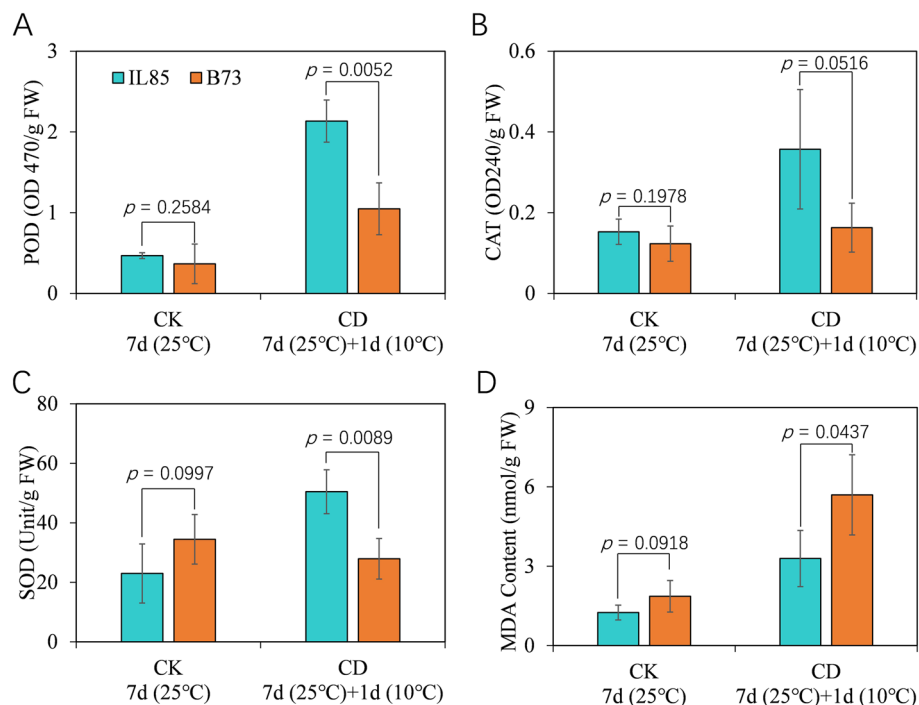 A
POD (OD 470/g FW)
3
2
1
0
IL85 B73
p = 0.2584
p = 0.0052
CK
7d (25℃)
CD
7d (25℃)+1d (10℃)
B
CAT (OD240/g FW)
0.6
0.4
0.2
0
p = 0.1978
p = 0.0516
CK
7d (25℃)
CD
7d (25℃)+1d (10℃)
C
SOD (Unit/g FW)
80
60
40
20
0
p = 0.0997
p = 0.0089
CK
7d (25℃)
CD
7d (25℃)+1d (10℃)
D
MDA Content (nmol/g FW)
9
6
3
0
p = 0.0918
p = 0.0437
CK
7d (25℃)
CD
7d (25℃)+1d (10℃)